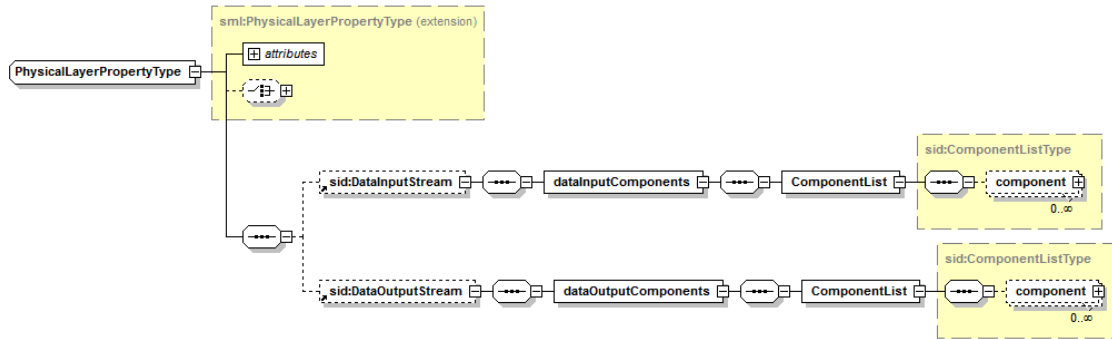 sml:PhysicalLayerPropertyType (extension)
attributes
PhysicalLayerPropertyType
sid:ComponentListType
sid:DataInputStream
dataInputComponents
ComponentList
component
0..∞
sid:ComponentListType
sid:DataOutputStream
dataOutputComponents
ComponentList
component
0..∞